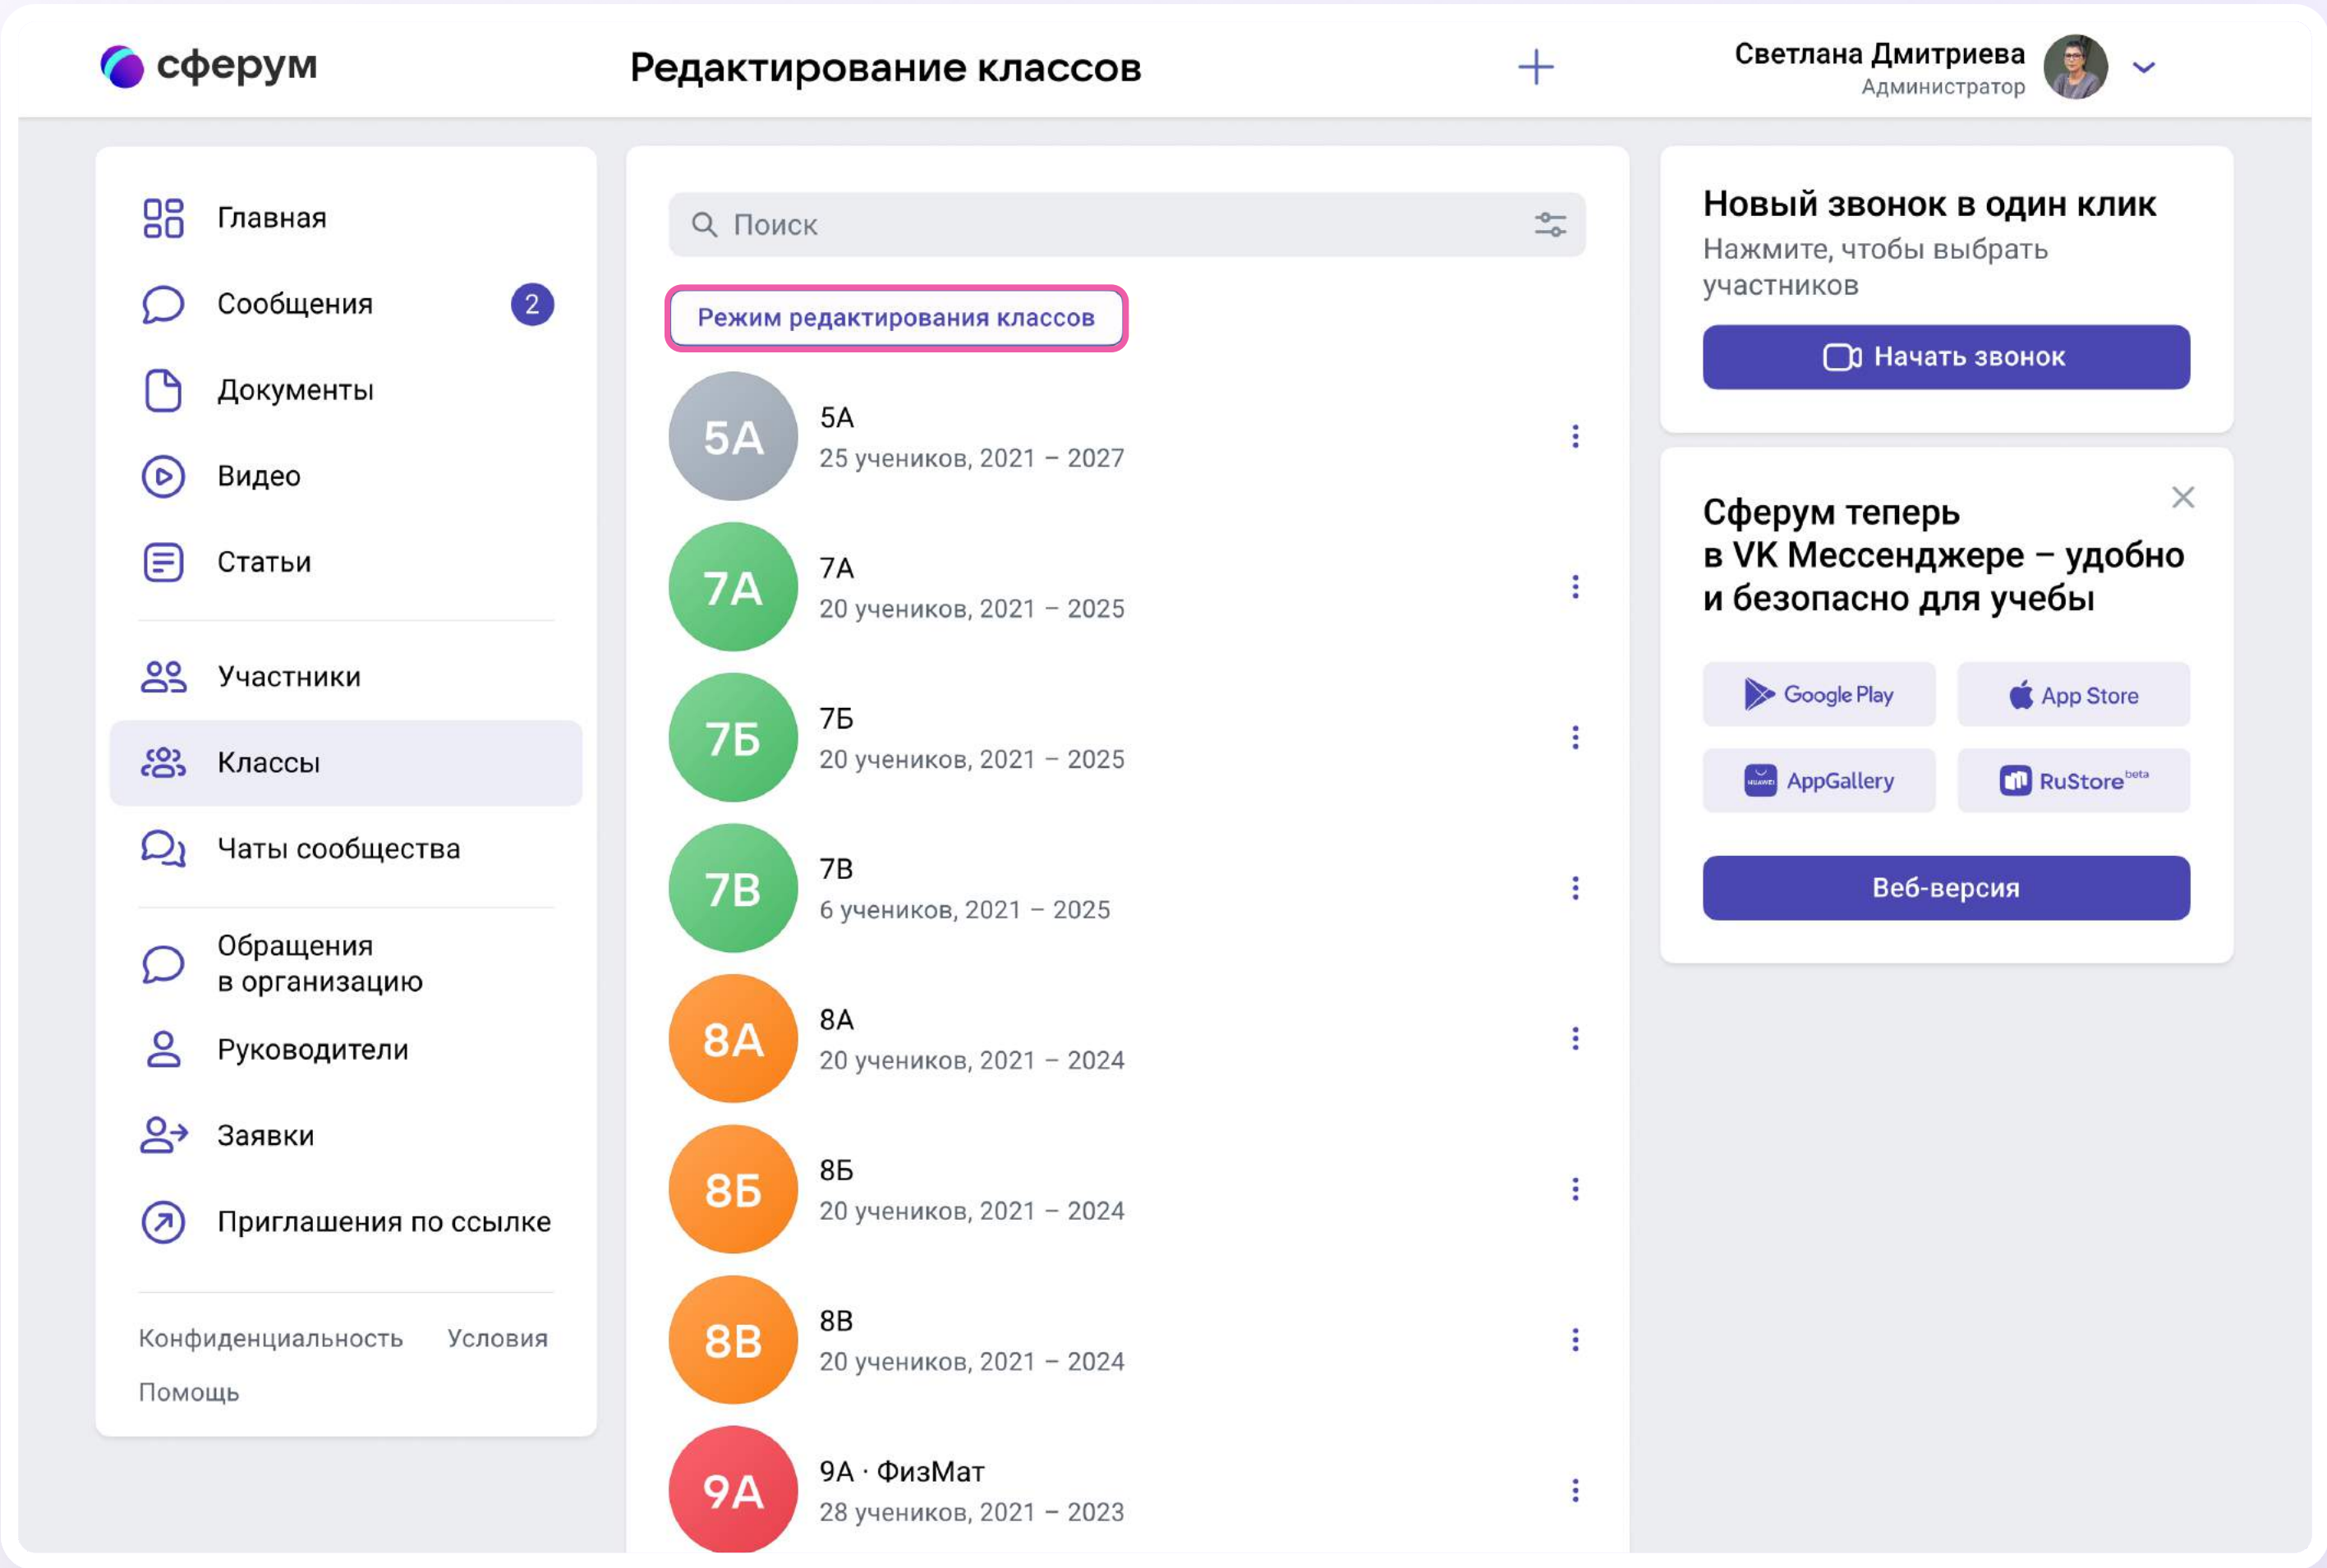 сферум
Редактирование классов
Светлана Дмитриева
Администратор
Главная
Сообщения
2
Документы
Видео
Статьи
Участники
Классы
Чаты сообщества
Обращения
в организацию
Руководители
Заявки
Приглашения по ссылке
Конфиденциальность Условия
Помощь
Поиск
Режим редактирования классов
5А
5А
25 учеников, 2021 – 2027
7А
7А
20 учеников, 2021 – 2025
7Б
7Б
20 учеников, 2021 – 2025
7В
7В
6 учеников, 2021 – 2025
8А
8А
20 учеников, 2021 – 2024
8Б
8Б
20 учеников, 2021 – 2024
8В
8В
20 учеников, 2021 – 2024
9А
9А · ФизМат
28 учеников, 2021 – 2023
Новый звонок в один клик
Нажмите, чтобы выбрать
участников
Начать звонок
Сферум теперь
в VK Мессенджере – удобно
и безопасно для учебы
Google Play
App Store
HUAWEI AppGallery
RuStore beta
Веб-версия